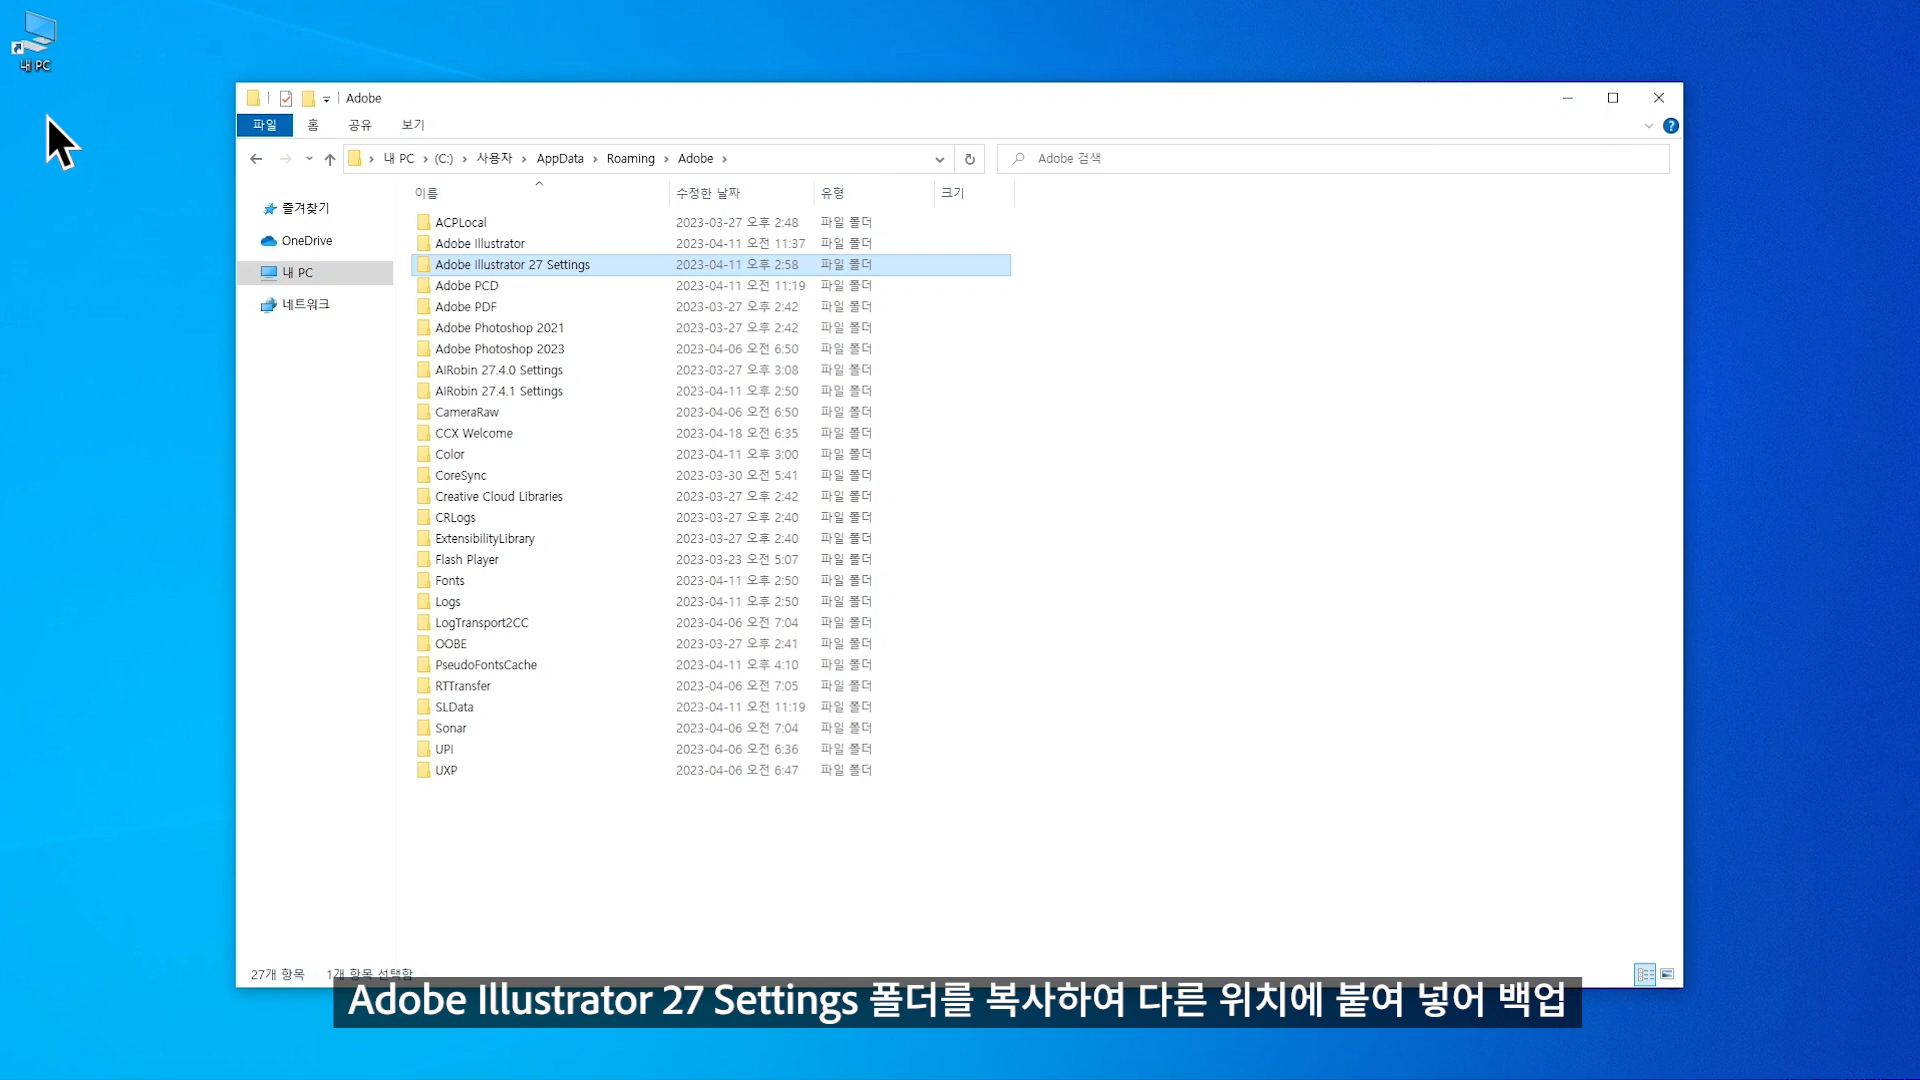 내 PC
Adobe
파일 홈 공유 보기
내 PC (C:) 사용자 AppData Roaming Adobe
Adobe 검색
즐겨찾기
OneDrive
내 PC
네트워크
이름 수정한 날짜 유형 크기
ACPLocal 2023-03-27 오후 2:48 파일 폴더
Adobe Illustrator 2023-04-11 오전 11:37 파일 폴더
Adobe Illustrator 27 Settings 2023-04-11 오후 2:58 파일 폴더
Adobe PCD 2023-04-11 오전 11:19 파일 폴더
Adobe PDF 2023-03-27 오후 2:42 파일 폴더
Adobe Photoshop 2021 2023-03-27 오후 2:42 파일 폴더
Adobe Photoshop 2023 2023-04-06 오전 6:50 파일 폴더
AIRobin 27.4.0 Settings 2023-03-27 오후 3:08 파일 폴더
AIRobin 27.4.1 Settings 2023-04-11 오후 2:50 파일 폴더
CameraRaw 2023-04-06 오전 6:50 파일 폴더
CCX Welcome 2023-04-18 오전 6:35 파일 폴더
Color 2023-04-11 오후 3:00 파일 폴더
CoreSync 2023-03-30 오전 5:41 파일 폴더
Creative Cloud Libraries 2023-03-27 오후 2:42 파일 폴더
CRLogs 2023-03-27 오후 2:40 파일 폴더
ExtensibilityLibrary 2023-03-27 오후 2:40 파일 폴더
Flash Player 2023-03-23 오전 5:07 파일 폴더
Fonts 2023-04-11 오후 2:50 파일 폴더
Logs 2023-04-11 오후 2:50 파일 폴더
LogTransport2CC 2023-04-06 오전 7:04 파일 폴더
OOBE 2023-03-27 오후 2:41 파일 폴더
PseudoFontsCache 2023-04-11 오후 4:10 파일 폴더
RTTransfer 2023-04-06 오전 7:05 파일 폴더
SLData 2023-04-11 오전 11:19 파일 폴더
Sonar 2023-04-06 오전 7:04 파일 폴더
UPI 2023-04-06 오전 6:36 파일 폴더
UXP 2023-04-06 오전 6:47 파일 폴더
27개 항목 1개 항목 선택함
Adobe Illustrator 27 Settings 폴더를 복사하여 다른 위치에 붙여 넣어 백업